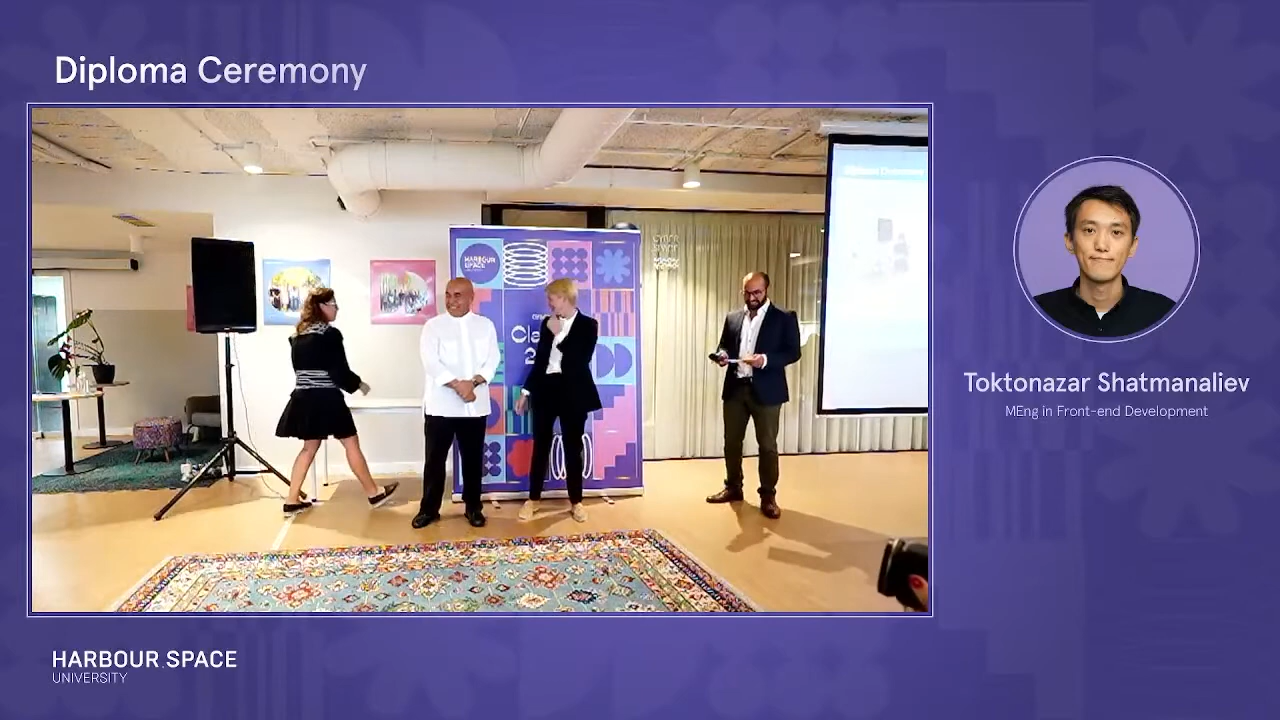 Diploma Ceremony
HARBOUR
SPACE
Toktonazar Shatmanaliev
MEng in Front-end Development
HARBOUR.SPACE
UNIVERSITY